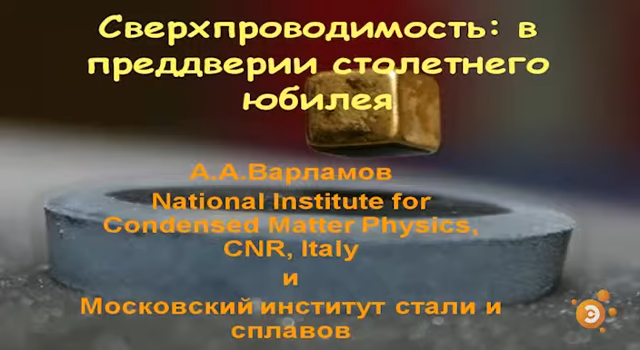 Сверхпроводимость: в
преддверии столетнего
юбилея
А.А.Варламов
National Institute for
Condensed Matter Physics,
CNR, Italy
и
Московский институт стали и
сплавов
Э